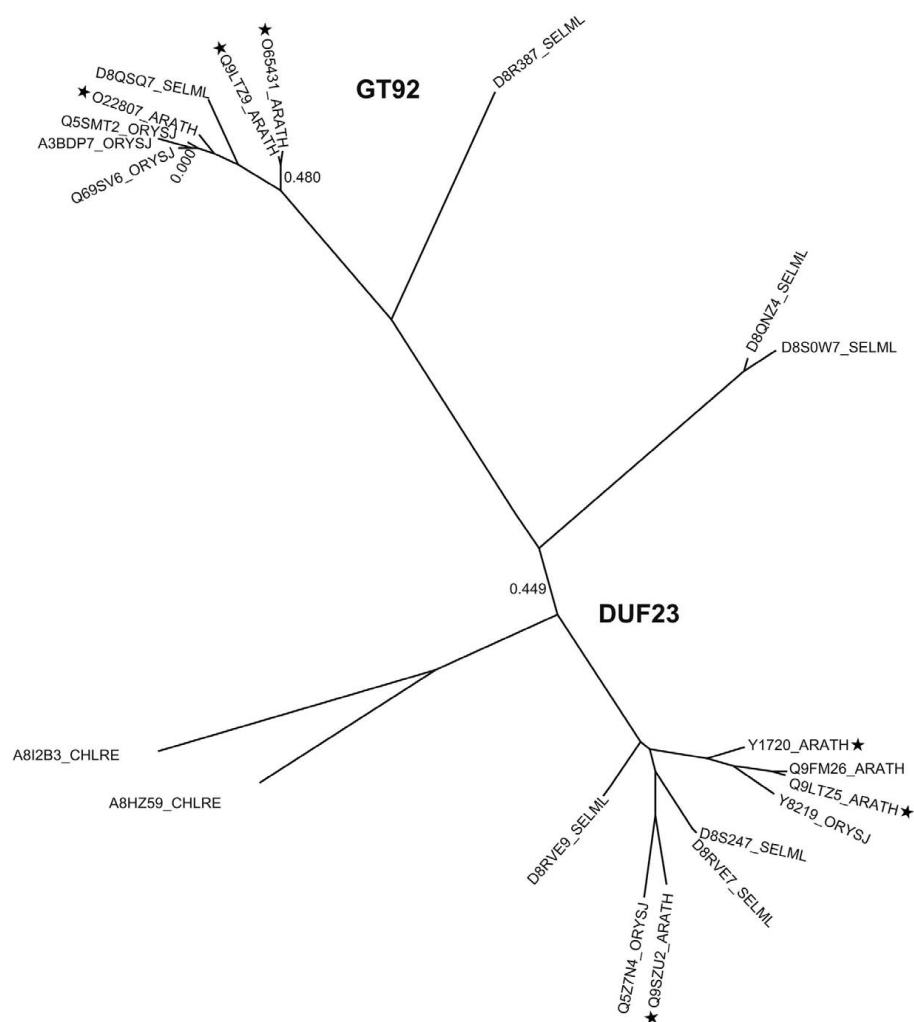 ★O65431_ARATH
★Q9LTZ9_ARATH
D8QSQ7_SELML
★O22807_ARATH
Q5SMT2_ORYSJ
A3BDP7_ORYSJ
Q69SV6_ORYSJ
0.000
0.480
GT92
D8R387_SELML
D8QNZ4_SELML
D8S0W7_SELML
0.449
DUF23
A8I2B3_CHLRE
A8HZ59_CHLRE
Y1720_ARATH★
Q9FM26_ARATH
Q9LTZ5_ARATH★
Y8219_ORYSJ
D8S247_SELML
D8RVE7_SELML
D8RVE9_SELML
Q5Z7N4_ORYSJ
★Q9SZU2_ARATH